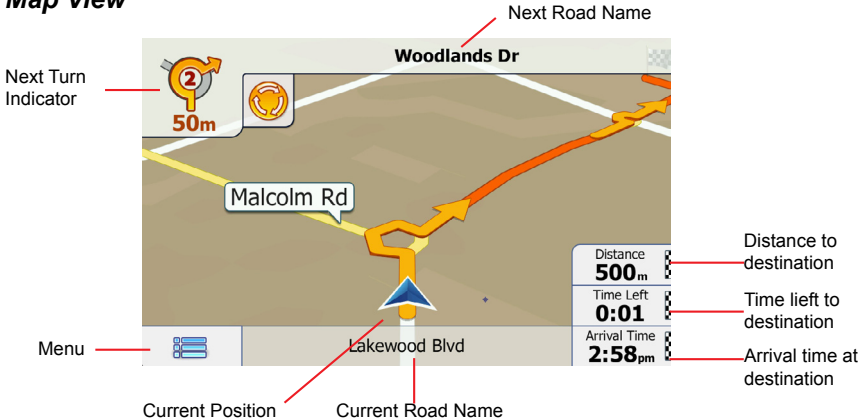 Map View
Next Road Name
Woodlands Dr
Next Turn
Indicator
2
50m
Malcolm Rd
Distance
500m
Distance to
destination
Time Left
0:01
Time lieft to
destination
Arrival Time
2:58pm
Arrival time at
destination
Menu
Lakewood Blvd
Current Position
Current Road Name